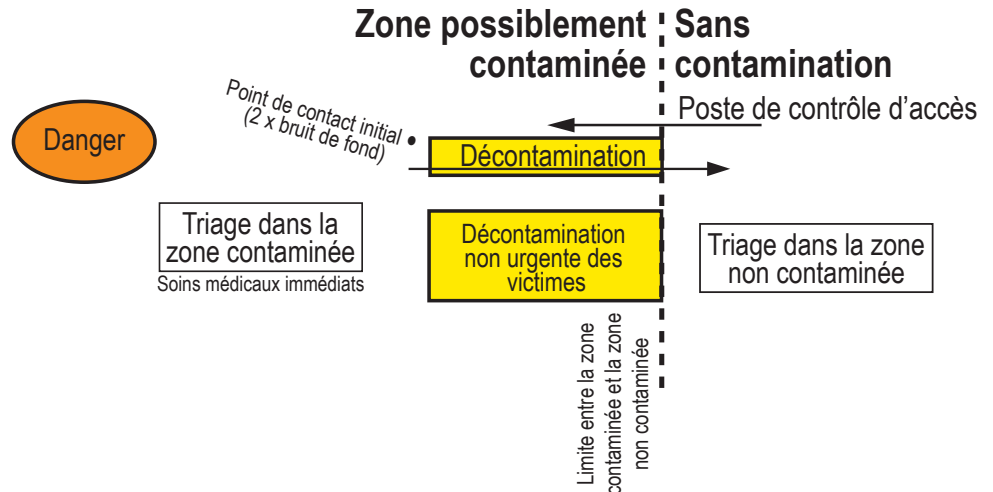 Zone possiblement
contaminée
Sans
contamination
Poste de contrôle d'accès
Point de contact initial
(2 x bruit de fond)
Danger
Décontamination
Triage dans la
zone contaminée
Soins médicaux immédiats
Décontamination
non urgente des
victimes
Triage dans la zone
non contaminée
Limite entre la zone
contaminée et la zone
non contaminée